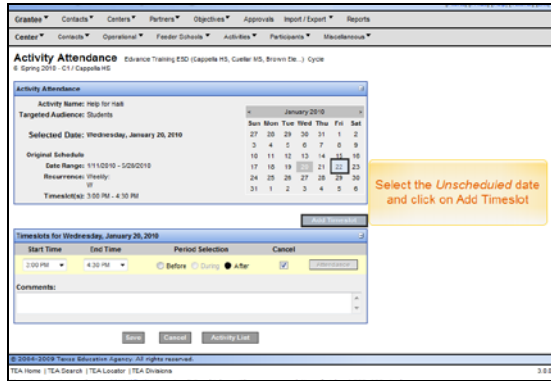 Grantee Contacts Centers Partners Objectives Approvals Import / Export Reports
Center Contacts Operational Feeder Schools Activities Participants Miscellaneous
Activity Attendance Edvance Training ESD (Cappella HS, Cuellar MS, Brown Ele...) Cycle
6 Spring 2010 - C1 / Cappella HS
Activity Attendance
Activity Name: Help for Haiti
Targeted Audience: Students
Selected Date: Wednesday, January 20, 2010
Original Schedule
Date Range: 1/11/2010 - 5/28/2010
Recurrence: Weekly:
W
Timeslot(s): 3:00 PM - 4:30 PM
« January 2010 »
Sun Mon Tue Wed Thu Fri Sat
27 28 29 30 31 1 2
3 4 5 6 7 8 9
10 11 12 13 14 15 16
17 18 19 20 21 22 23
24 25 26 27 28 29 30
31 1 2 3 4 5 6
Select the Unscheduled date
and click on Add Timeslot
Add Timeslot
Timeslots for Wednesday, January 20, 2010
Start Time End Time Period Selection Cancel
3:00 PM 4:30 PM Before During After Attendance
Comments:
Save Cancel Activity List
© 2004-2009 Texas Education Agency. All rights reserved.
TEA Home | TEA Search | TEA Locator | TEA Divisions